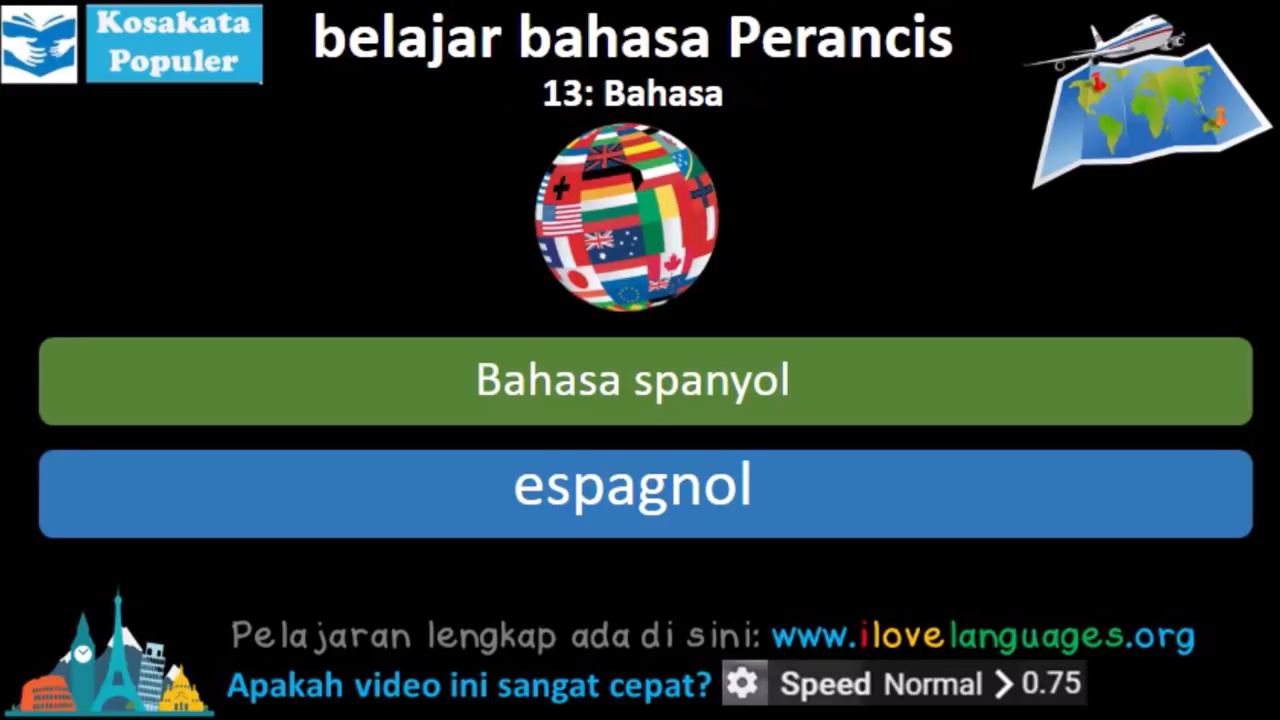 Kosakata
Populer
belajar bahasa Perancis
13: Bahasa
Bahasa spanyol
espagnol
Pelajaran lengkap ada di sini: www.ilovelanguages.org
Apakah video ini sangat cepat? Speed Normal > 0.75